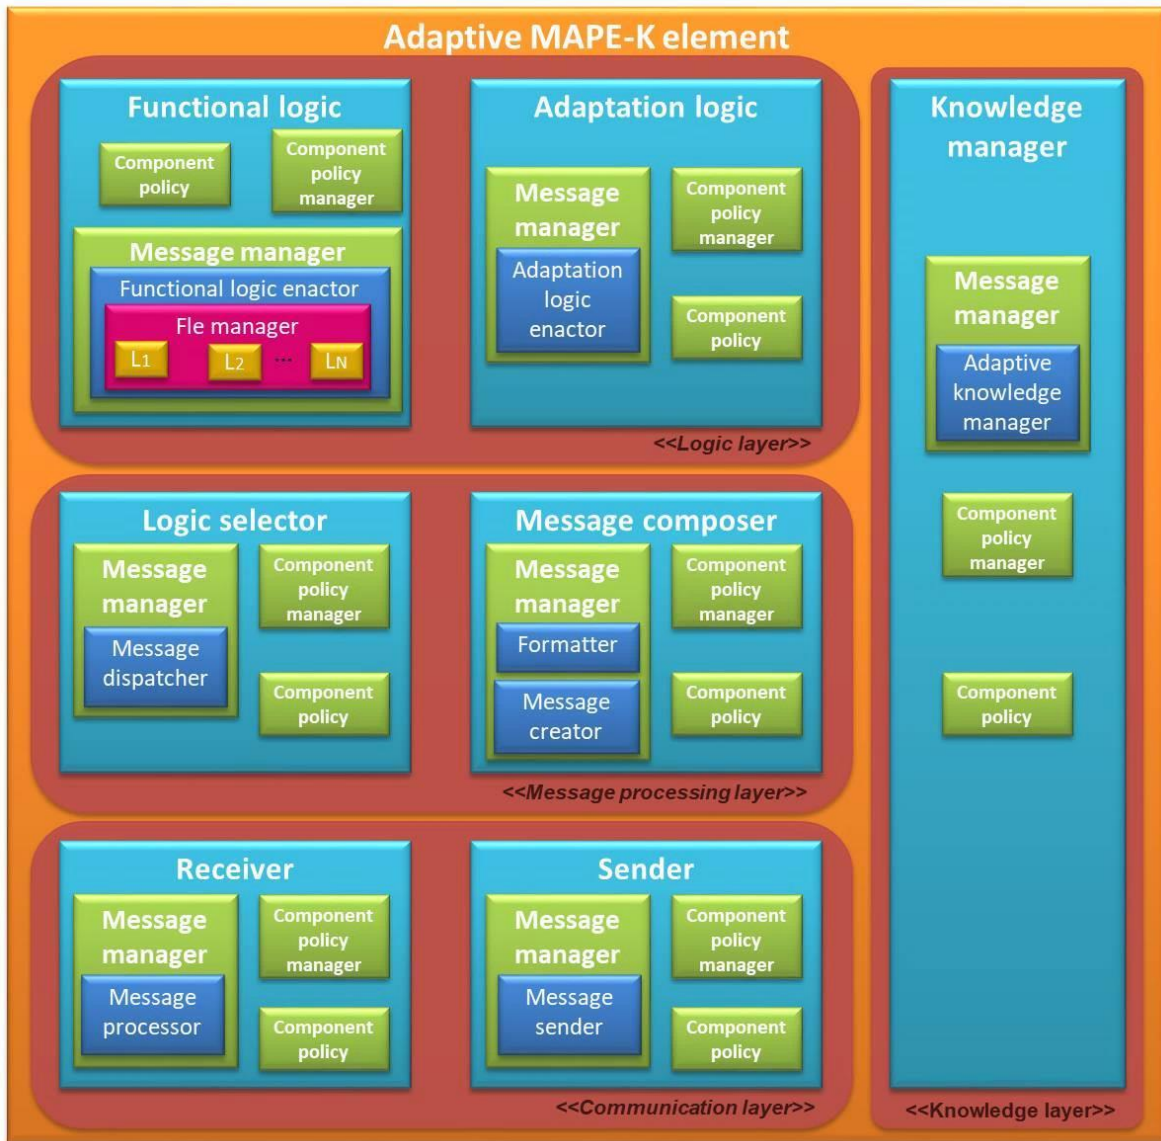 Adaptive MAPE-K element
Functional logic
Component
policy
Component
policy
manager
Message manager
Functional logic enactor
Fle manager
L1
L2
...
LN
Adaptation logic
Message
manager
Adaptation
logic
enactor
Component
policy
manager
Component
policy
<<Logic layer>>
Logic selector
Message
manager
Message
dispatcher
Component
policy
manager
Component
policy
Message composer
Message
manager
Formatter
Message
creator
Component
policy
manager
Component
policy
<<Message processing layer>>
Receiver
Message
manager
Message
processor
Component
policy
manager
Component
policy
Sender
Message
manager
Message
sender
Component
policy
manager
Component
policy
<<Communication layer>>
Knowledge
manager
Message
manager
Adaptive
knowledge
manager
Component
policy
manager
Component
policy
<<Knowledge layer>>